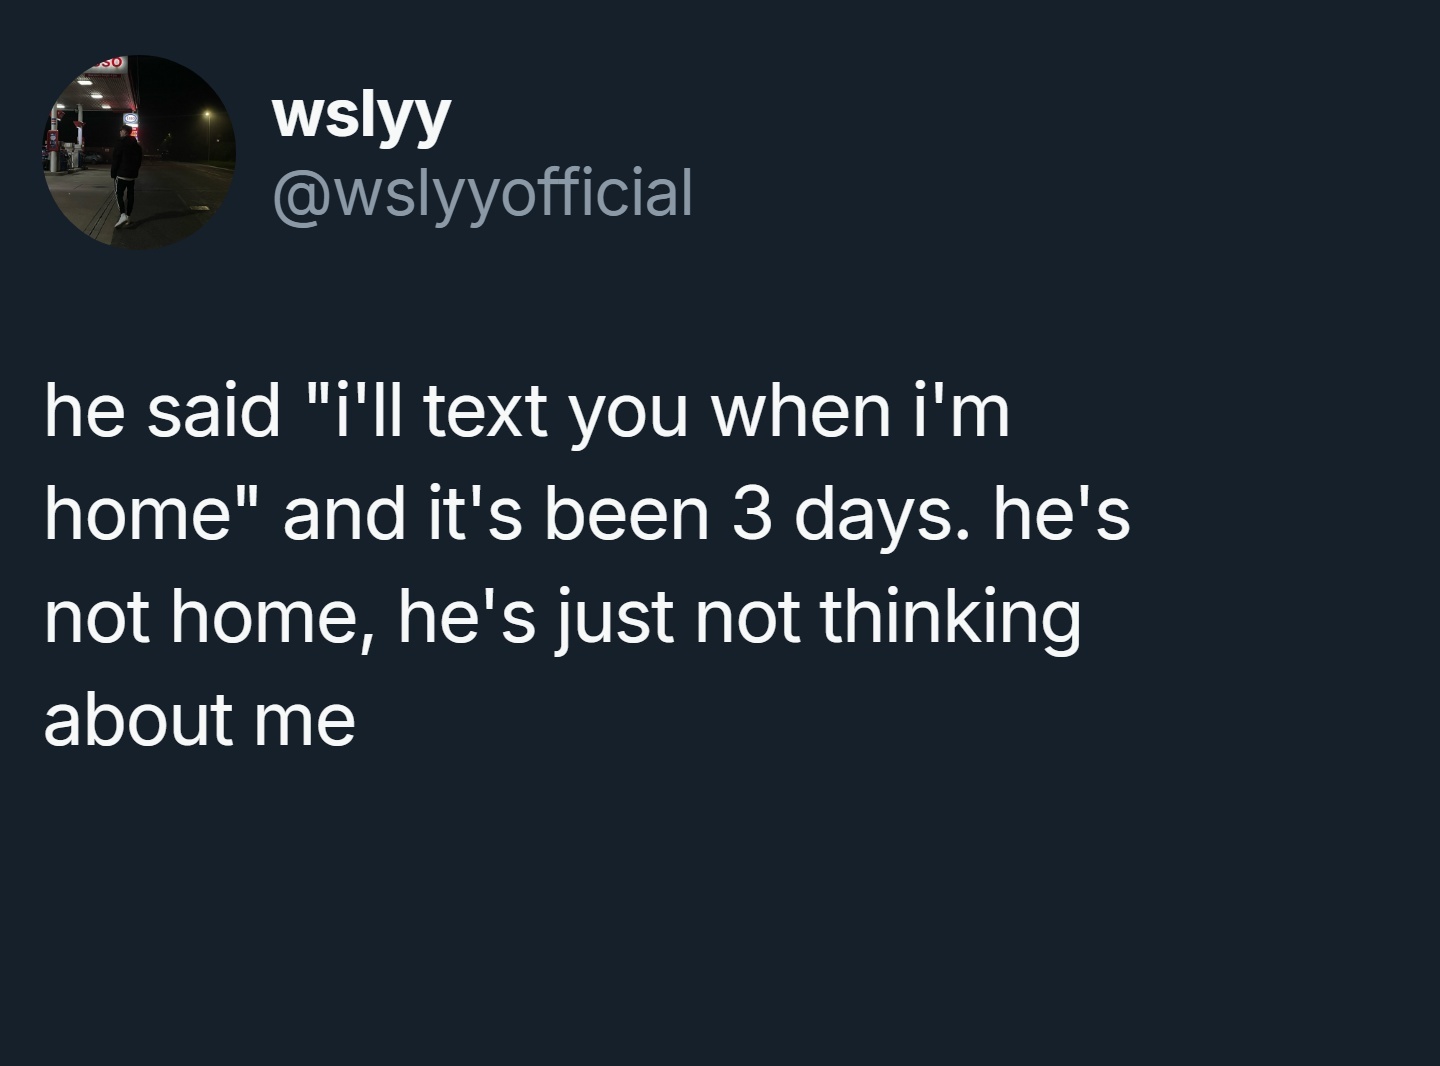 wslyy
@wslyyofficial
he said "i'll text you when i'm
home" and it's been 3 days. he's
not home, he's just not thinking
about me